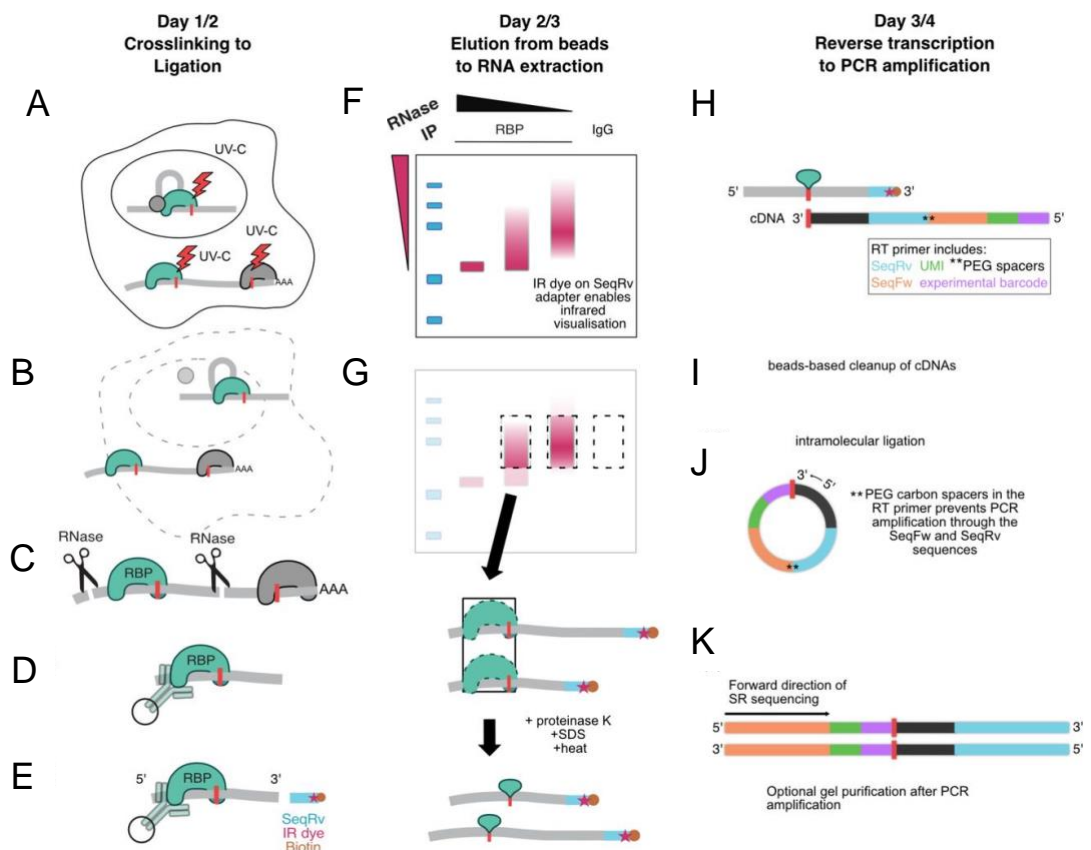 Day 1/2
Crosslinking to
Ligation
A
UV-C
UV-C
UV-C
AAA
B
AAA
C
RNase
RNase
RBP
AAA
D
RBP
E
5'
RBP
3'
SeqRv
IR dye
Biotin
Day 2/3
Elution from beads
to RNA extraction
F
RNase
IP
RBP
IgG
IR dye on SeqRv
adapter enables
infrared
visualisation
G
+ proteinase K
+SDS
+heat
Day 3/4
Reverse transcription
to PCR amplification
H
5'
3'
cDNA 3'
5'
RT primer includes:
SeqRv UMI **PEG spacers
SeqFw experimental barcode
I
beads-based cleanup of cDNAs
intramolecular ligation
J
3' 5'
**PEG carbon spacers in the
RT primer prevents PCR
amplification through the
SeqFw and SeqRv
sequences
**
K
Forward direction of
SR sequencing
5' 3'
3' 5'
Optional gel purification after PCR
amplification